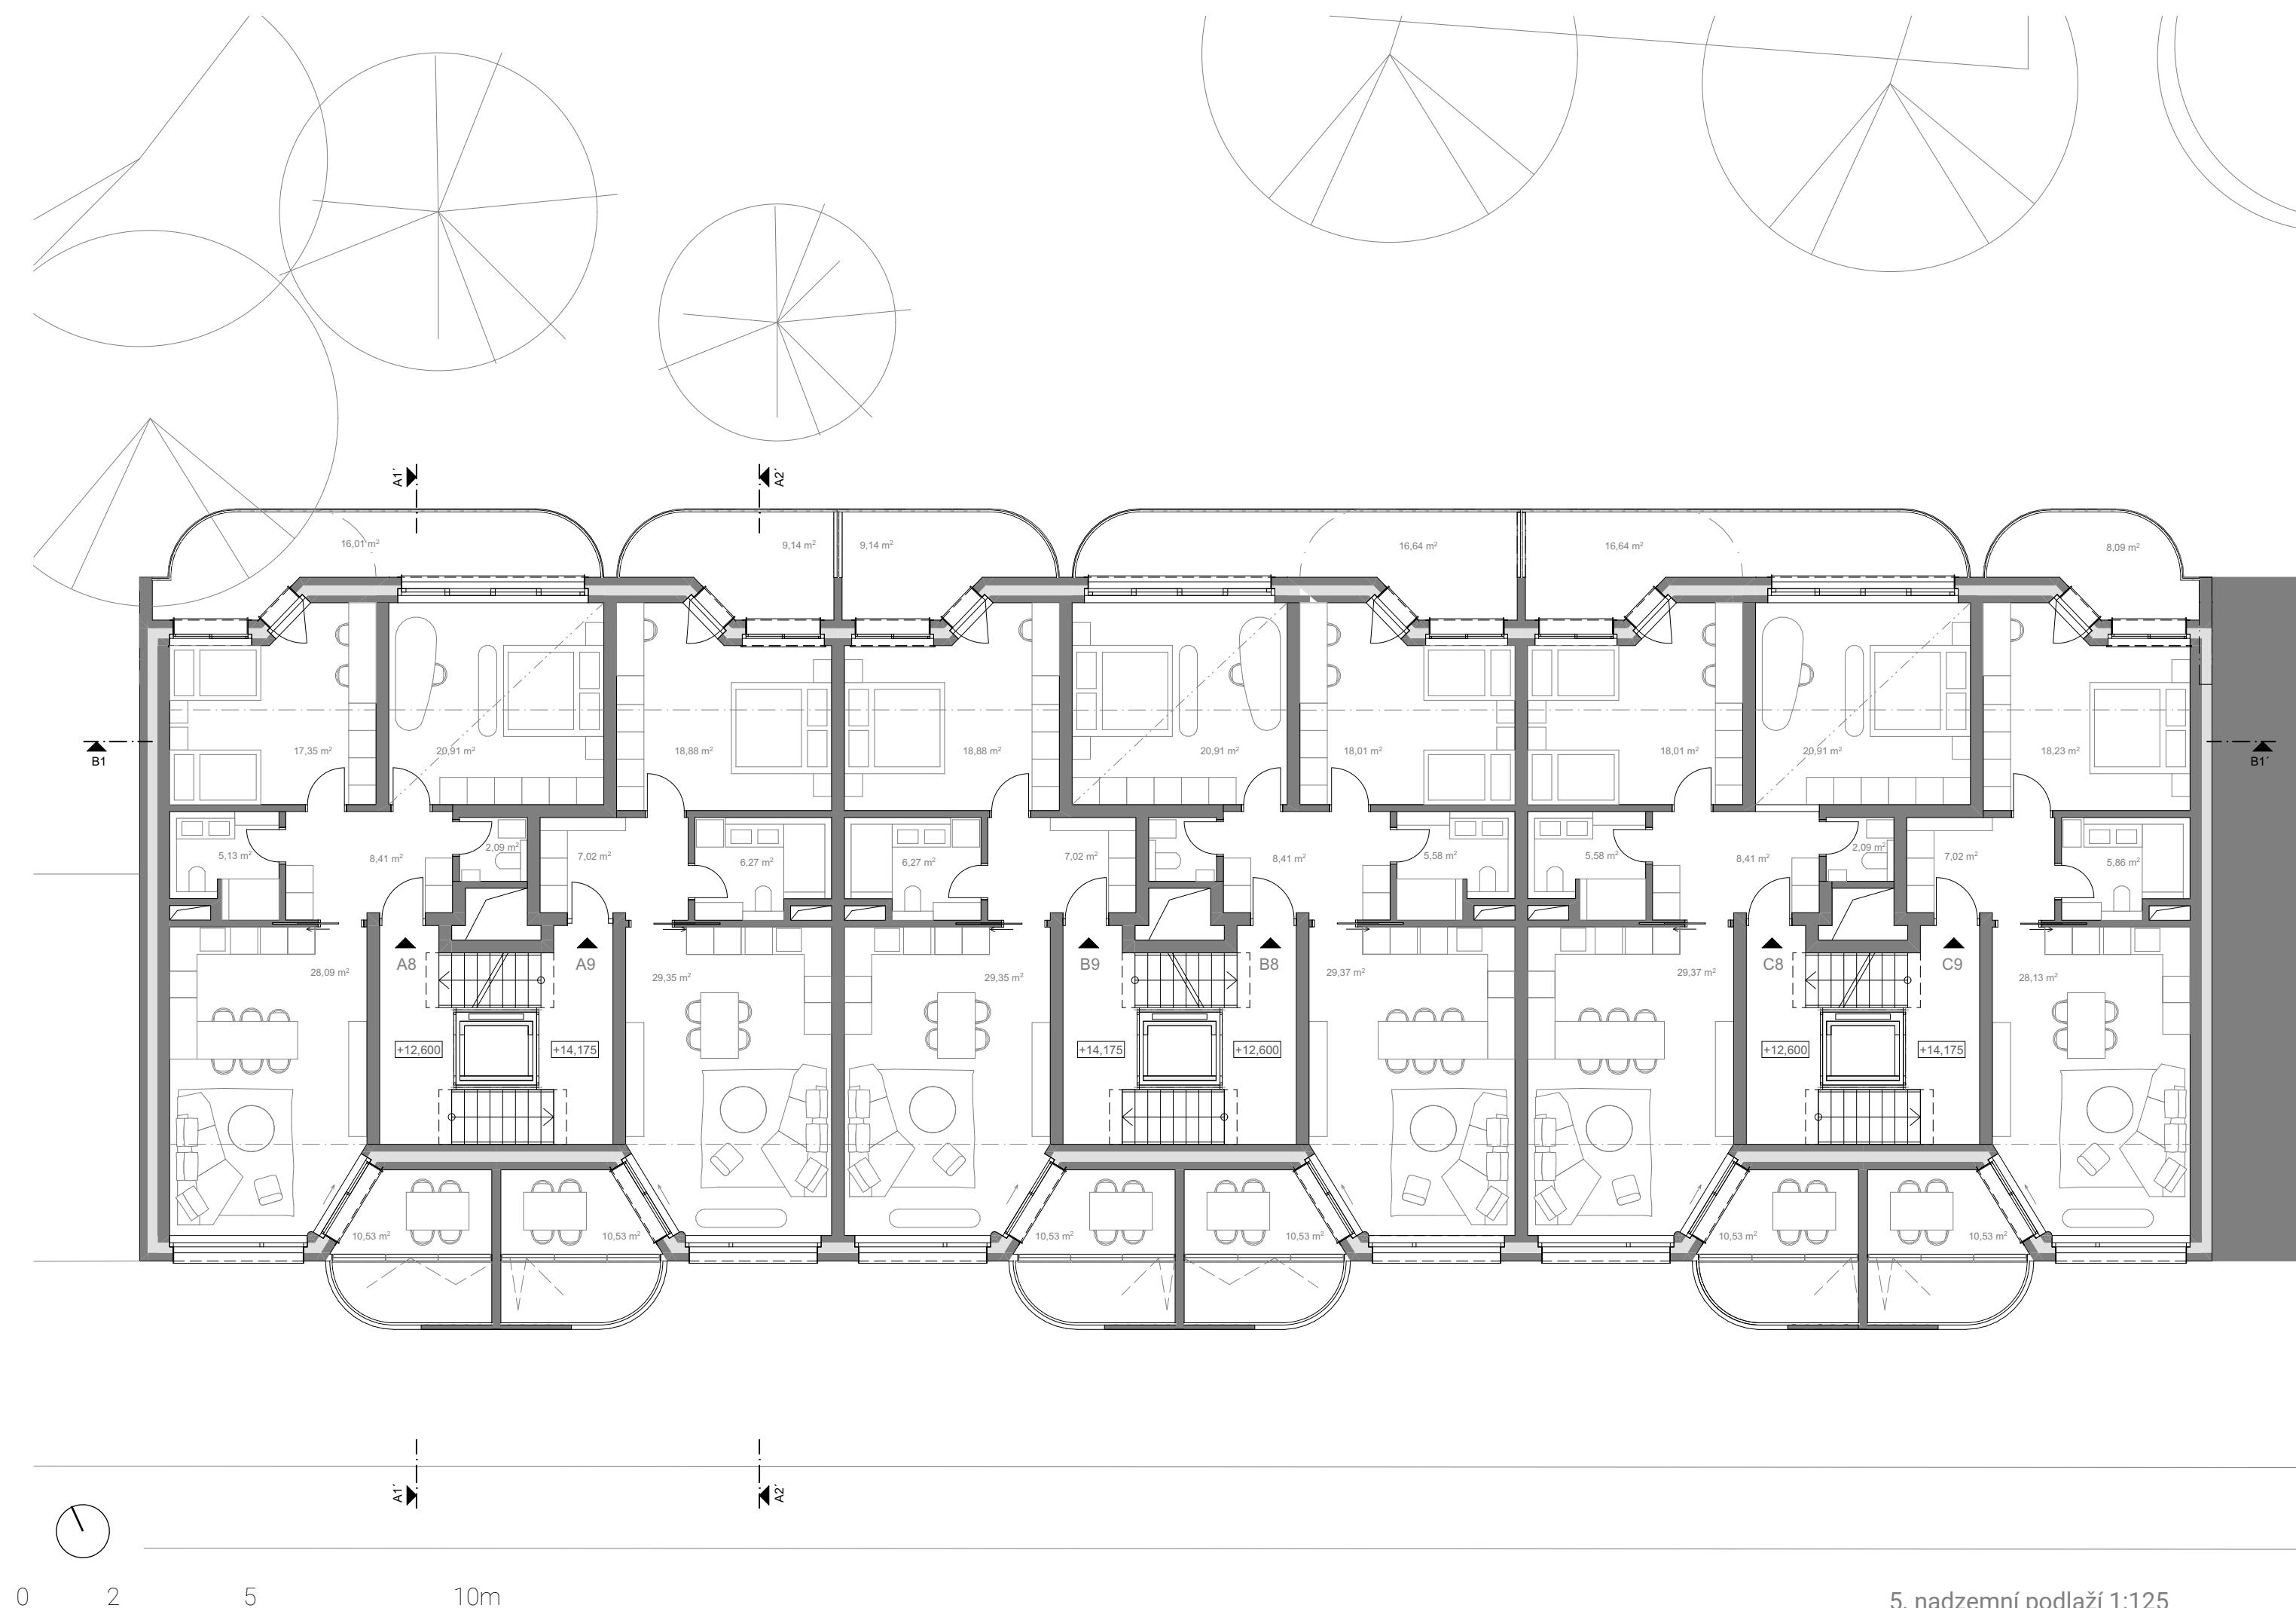 A1´ A2´
16,01 m²
9,14 m² 9,14 m² 16,64 m² 16,64 m² 8,09 m²
17,35 m² 20,91 m² 18,88 m² 18,88 m² 20,91 m² 18,01 m² 18,01 m² 20,91 m² 18,23 m²
B1 B1´
5,13 m² 8,41 m² 2,09 m² 7,02 m² 6,27 m² 6,27 m² 7,02 m² 8,41 m² 5,58 m² 5,58 m² 8,41 m² 2,09 m² 7,02 m² 5,86 m²
A8 A9 B9 B8 C8 C9
28,09 m² 29,35 m² 29,35 m² 29,37 m² 29,37 m² 28,13 m²
+12,600 +14,175 +14,175 +12,600 +12,600 +14,175
10,53 m² 10,53 m² 10,53 m² 10,53 m² 10,53 m² 10,53 m²
A1´ A2´
0 2 5 10m
5. nadzemní podlaží 1:125